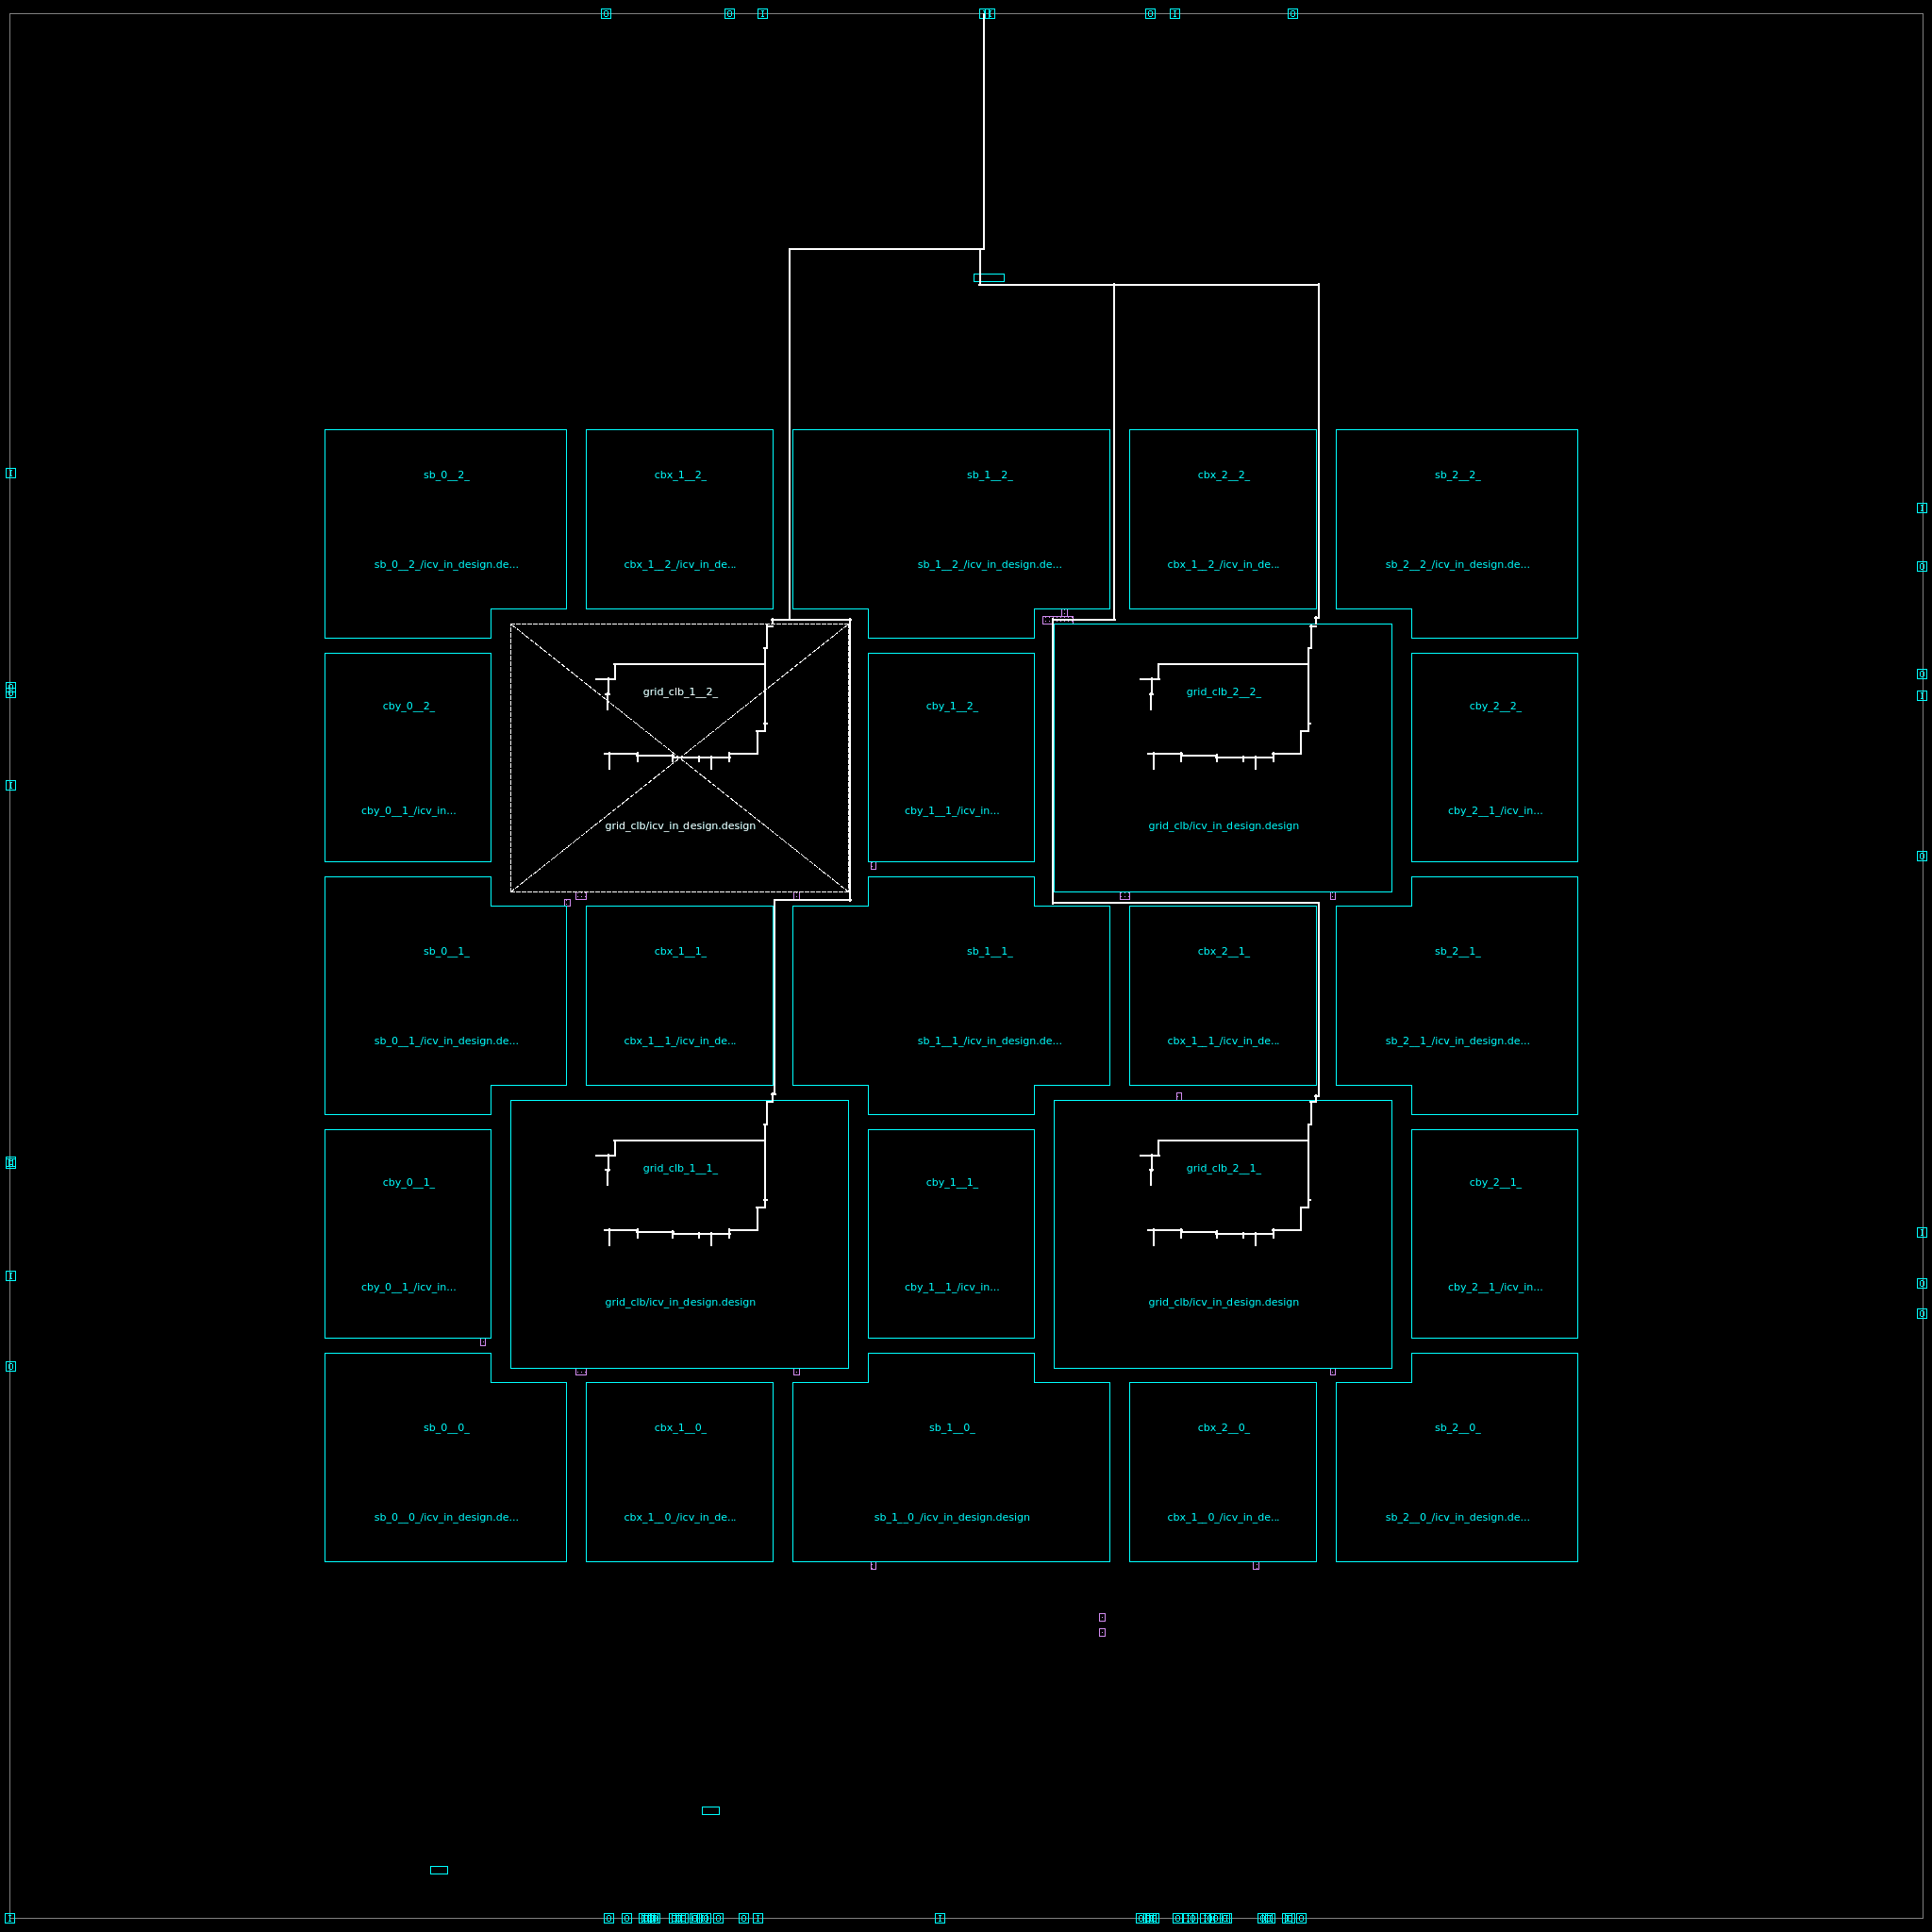 sb_0__2_ cbx_1__2_ sb_1__2_ cbx_2__2_ sb_2__2_
sb_0__2_/icv_in_design.de... cbx_1__2_/icv_in_de... sb_1__2_/icv_in_design.de... cbx_1__2_/icv_in_de... sb_2__2_/icv_in_design.de...
grid_clb_1__2_ grid_clb_2__2_
cby_0__2_ cby_1__2_ cby_2__2_
cby_0__1_/icv_in... cby_1__1_/icv_in... cby_2__1_/icv_in...
grid_clb/icv_in_design.design grid_clb/icv_in_design.design
sb_0__1_ cbx_1__1_ sb_1__1_ cbx_2__1_ sb_2__1_
sb_0__1_/icv_in_design.de... cbx_1__1_/icv_in_de... sb_1__1_/icv_in_design.de... cbx_1__1_/icv_in_de... sb_2__1_/icv_in_design.de...
grid_clb_1__1_ grid_clb_2__1_
cby_0__1_ cby_1__1_ cby_2__1_
cby_0__1_/icv_in... cby_1__1_/icv_in... cby_2__1_/icv_in...
grid_clb/icv_in_design.design grid_clb/icv_in_design.design
sb_0__0_ cbx_1__0_ sb_1__0_ cbx_2__0_ sb_2__0_
sb_0__0_/icv_in_design.de... cbx_1__0_/icv_in_de... sb_1__0_/icv_in_design.design cbx_1__0_/icv_in_de... sb_2__0_/icv_in_design.de...